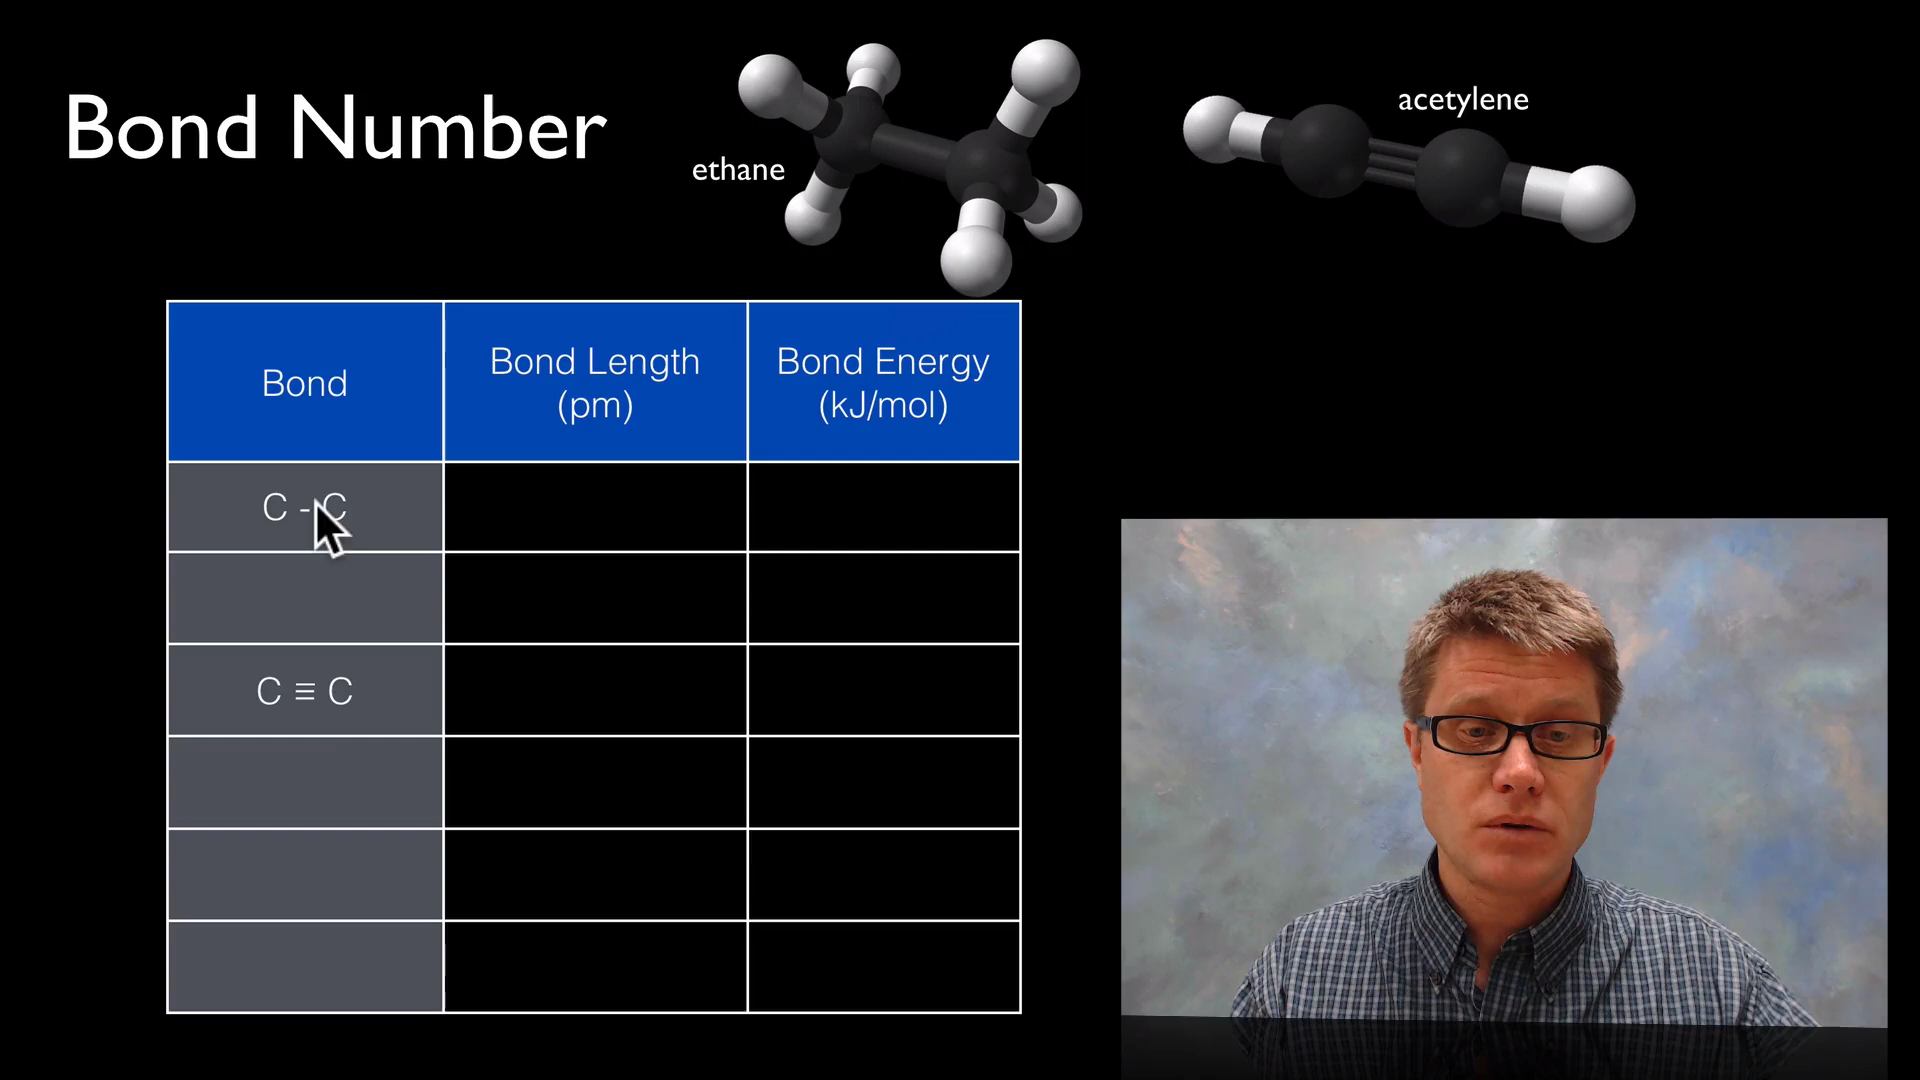 Bond Number
ethane
acetylene
Bond
Bond Length
(pm)
Bond Energy
(kJ/mol)
C - C
C ≡ C